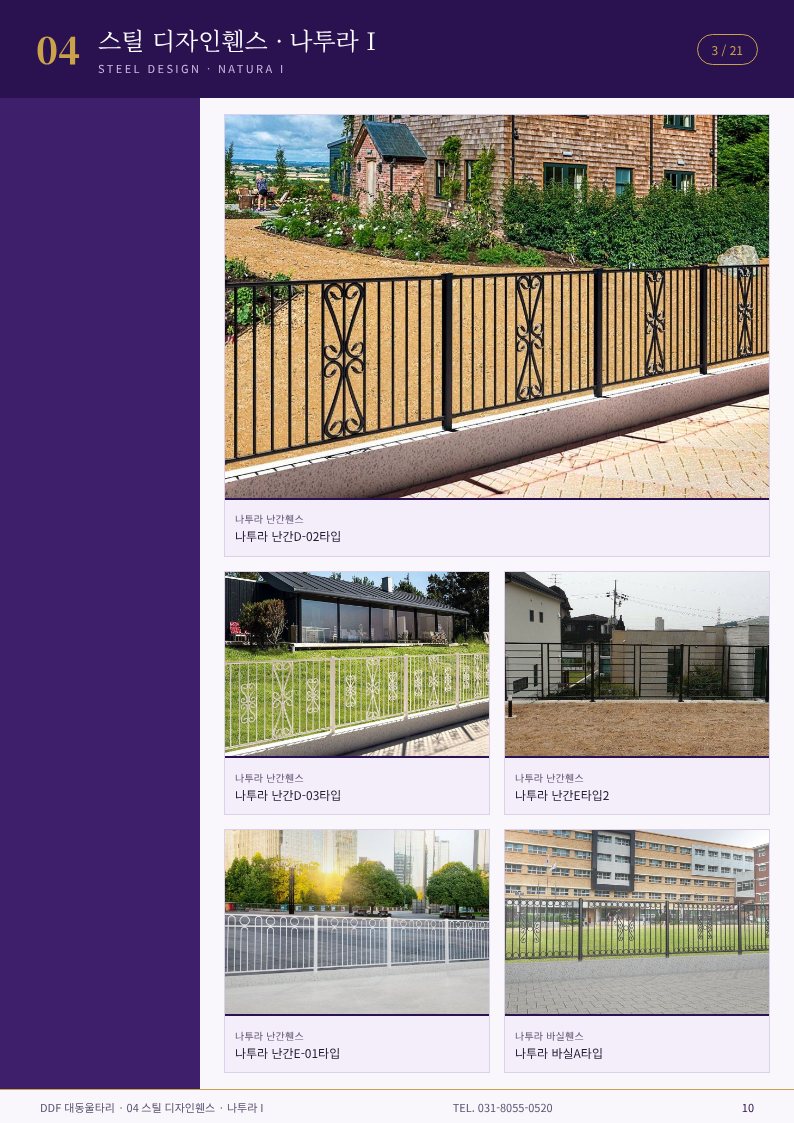 04
스틸 디자인휀스 · 나투라 I
STEEL DESIGN · NATURA I
3 / 21
나투라 난간휀스
나투라 난간D-02타입
나투라 난간휀스
나투라 난간D-03타입
나투라 난간휀스
나투라 난간E타입2
나투라 난간휀스
나투라 난간E-01타입
나투라 바실휀스
나투라 바실A타입
DDF 대동울타리 · 04 스틸 디자인휀스 · 나투라 I
TEL. 031-8055-0520
10